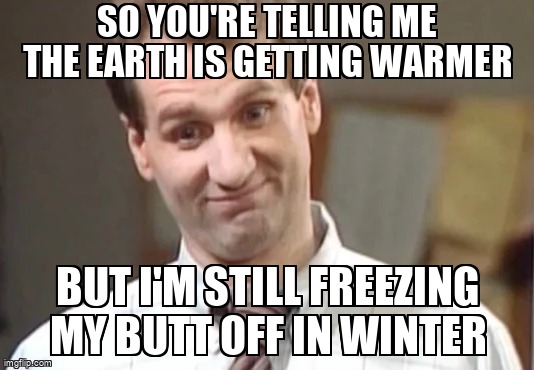 SO YOU'RE TELLING ME
THE EARTH IS GETTING WARMER
BUT I'M STILL FREEZING
MY BUTT OFF IN WINTER
imgflip.com